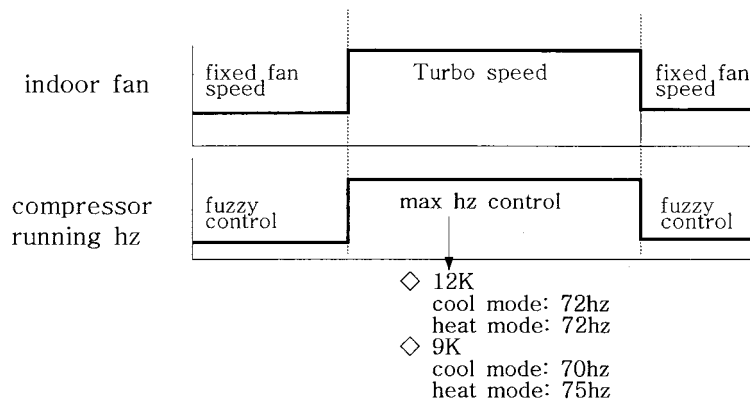 indoor fan
fixed fan
speed
Turbo speed
fixed fan
speed
compressor
running hz
fuzzy
control
max hz control
fuzzy
control
◇ 12K
cool mode: 72hz
heat mode: 72hz
◇ 9K
cool mode: 70hz
heat mode: 75hz